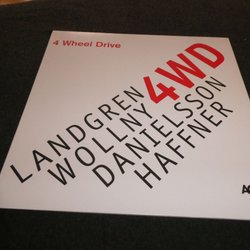 4 Wheel Drive
4WD
LANDGREN
WOLLNY
DANIELSSON
HAFFNER